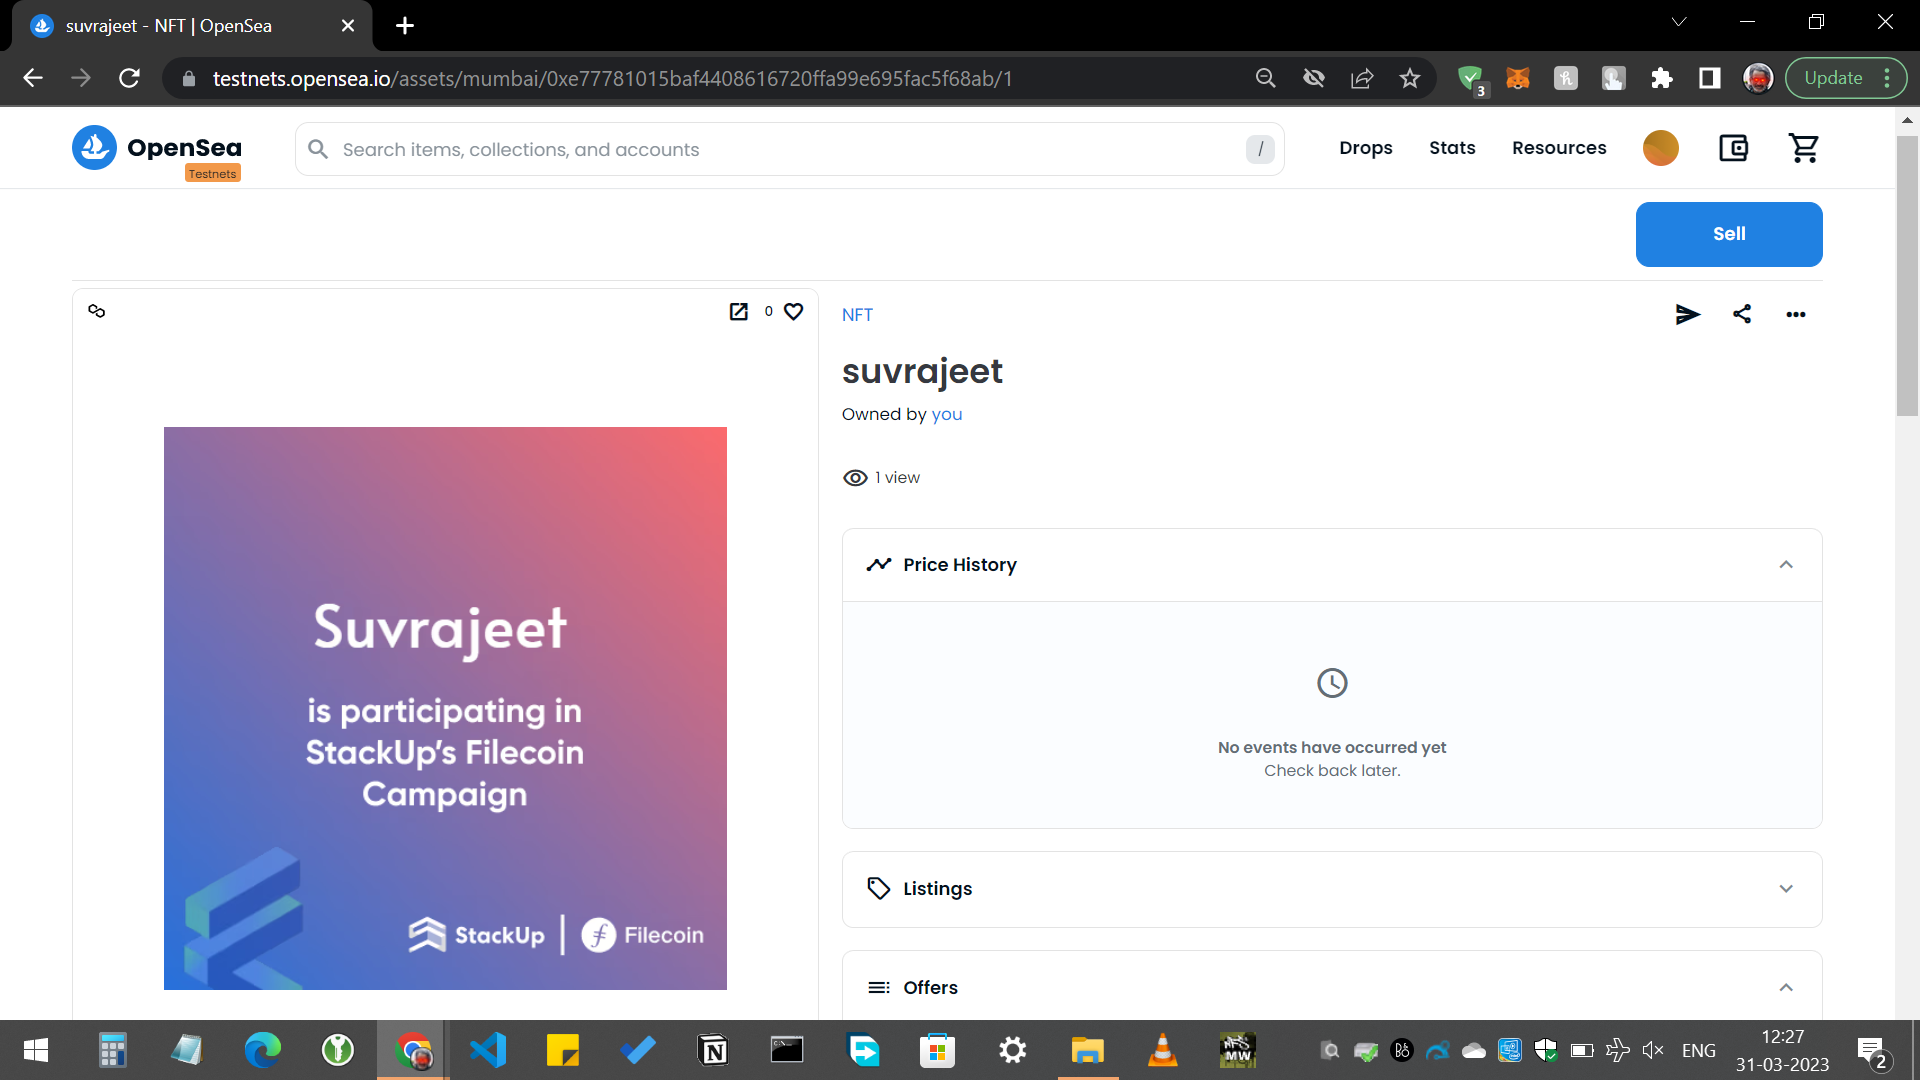 suvrajeet - NFT | OpenSea
testnets.opensea.io/assets/mumbai/0xe77781015baf4408616720ffa99e695fac5f68ab/1
3
Update
OpenSea
Testnets
Search items, collections, and accounts
/
Drops
Stats
Resources
Sell
0
NFT
suvrajeet
Owned by you
1 view
Price History
No events have occurred yet
Check back later.
Listings
Offers
Suvrajeet
is participating in
StackUp's Filecoin
Campaign
StackUp | Filecoin
MW
ENG
12:27
31-03-2023
2